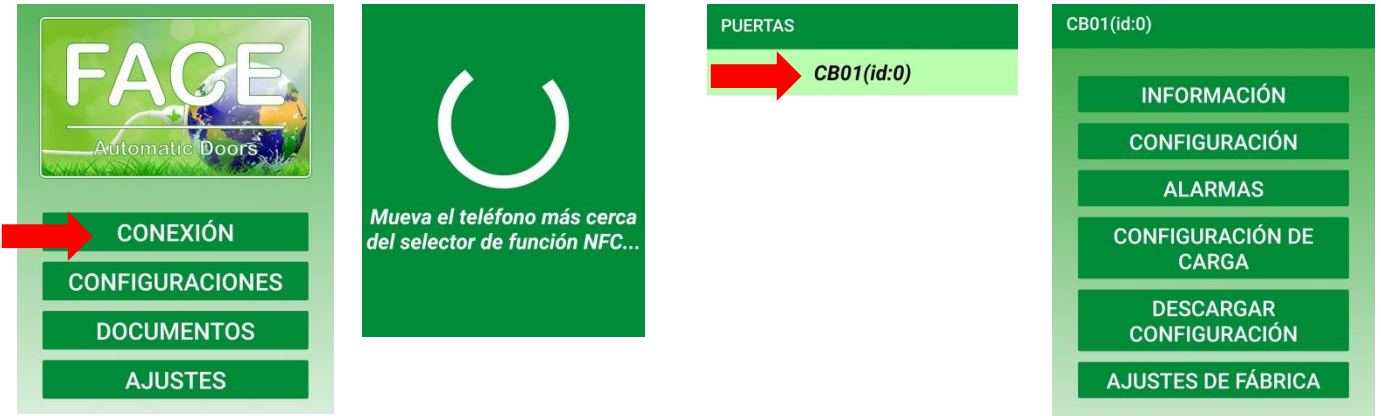 FACE
Automatic Doors
CONEXIÓN
CONFIGURACIONES
DOCUMENTOS
AJUSTES
Mueva el teléfono más cerca
del selector de función NFC...
PUERTAS
CB01(id:0)
CB01(id:0)
INFORMACIÓN
CONFIGURACIÓN
ALARMAS
CONFIGURACIÓN DE
CARGA
DESCARGAR
CONFIGURACIÓN
AJUSTES DE FÁBRICA